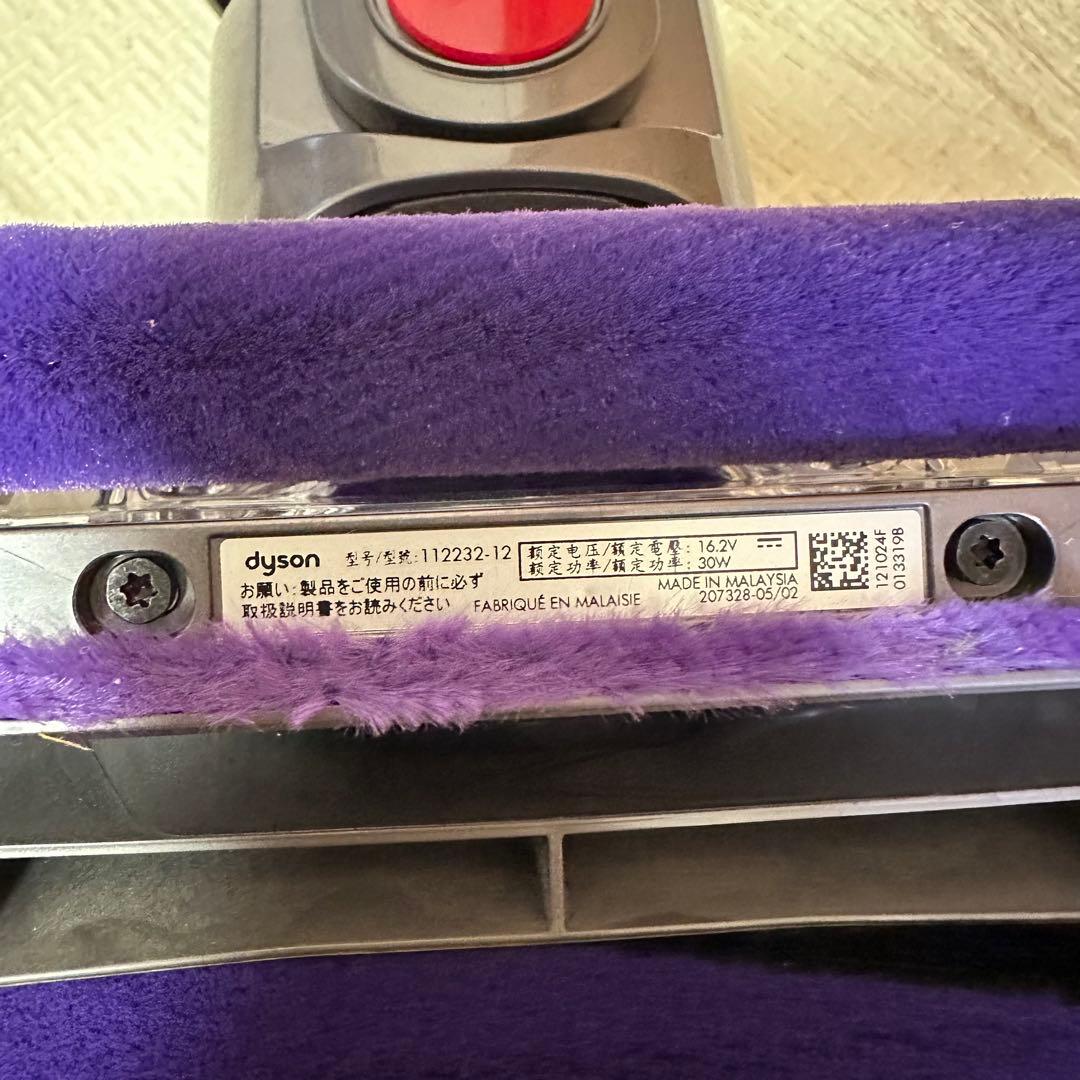 dyson 型号/型號: 112232-12
お願い: 製品をご使用の前に必ず
取扱説明書をお読みください
FABRIQUÉ EN MALAISIE
额定电压/額定電壓: 16.2V
额定功率/額定功率: 30W
MADE IN MALAYSIA
207328-05/02
121024F
013319B